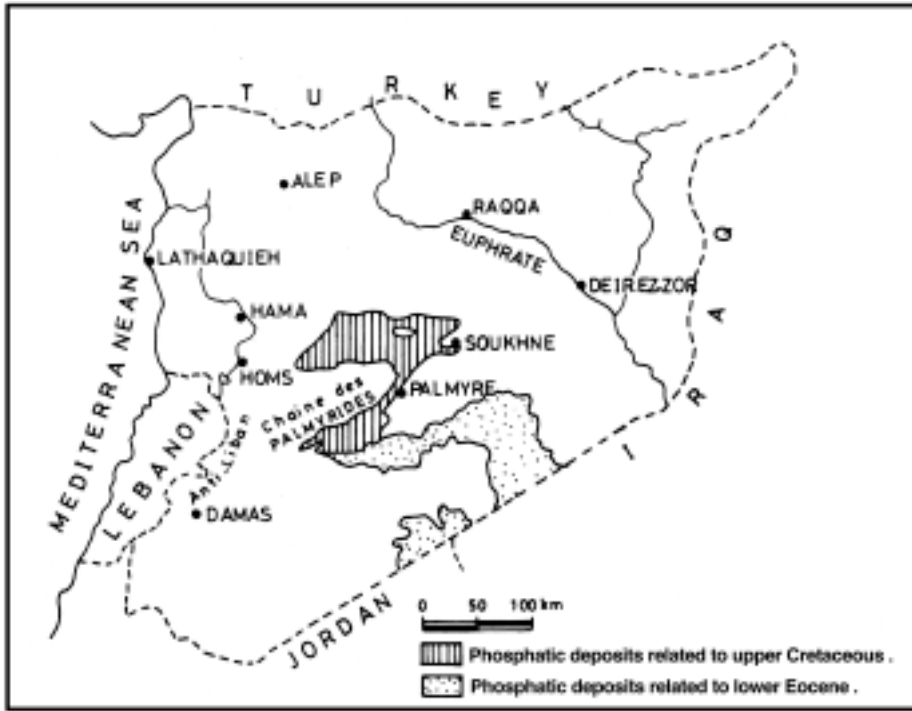 TURKEY
ALEP
RAQQA
MEDITERRANEAN SEA
EUPHRATE
LATHAQUIEH
DEIREZZOR
IRAQ
HAMA
SOUKHNE
HOMS
PALMYRE
Chaine des
PALMYRIDES
LEBANON
Anti Liban
DAMAS
JORDAN
0 50 100 km
Phosphatic deposits related to upper Cretaceous .
Phosphatic deposits related to lower Eocene .